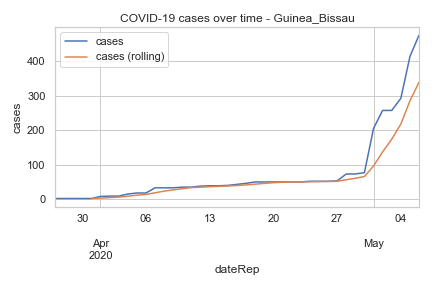 COVID-19 cases over time - Guinea_Bissau
cases
cases (rolling)
400
300
200
100
0
cases
30 06 13 20 27 04
Apr May
2020
dateRep